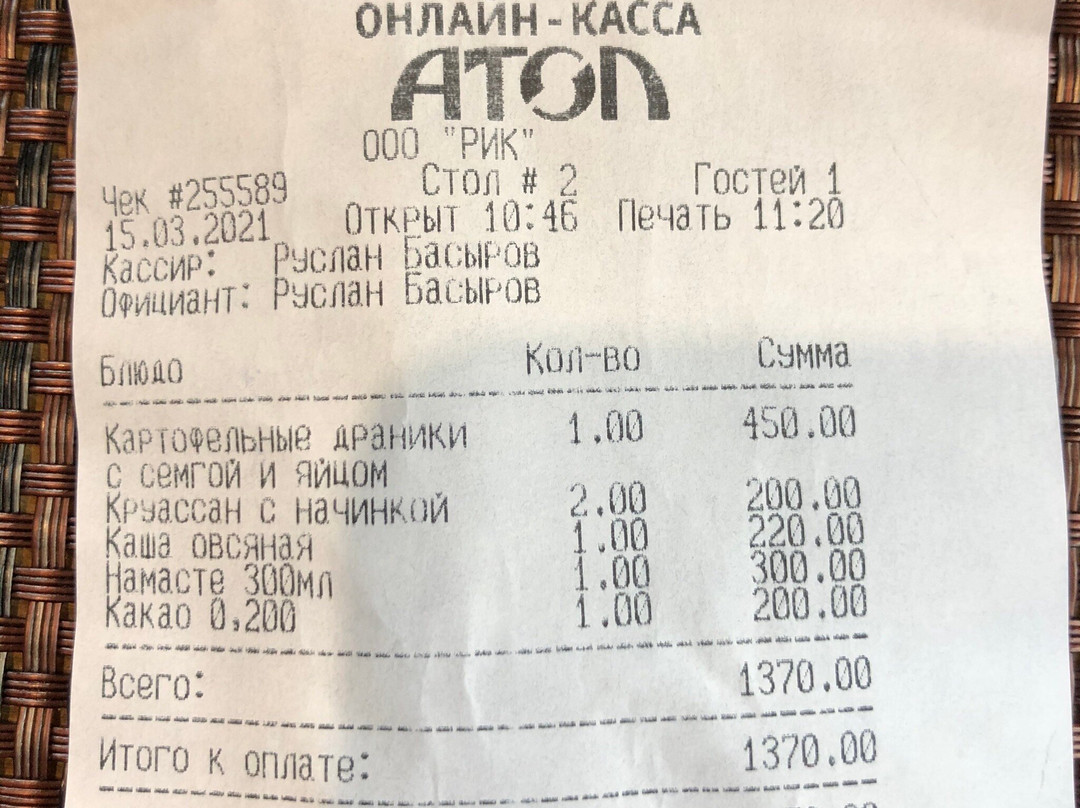 ОНЛАЙН-КАССА
АТОЛ
ООО "РИК"
Чек #255589 Стол # 2 Гостей 1
15.03.2021 Открыт 10:46 Печать 11:20
Кассир: Руслан Басыров
Официант: Руслан Басыров
Блюдо Кол-во Сумма
Картофельные драники 1.00 450.00
с семгой и яйцом
Круассан с начинкой 2.00 200.00
Каша овсяная 1.00 220.00
Намасте 300мл 1.00 300.00
Какао 0,200 1.00 200.00
Всего: 1370.00
Итого к оплате: 1370.00